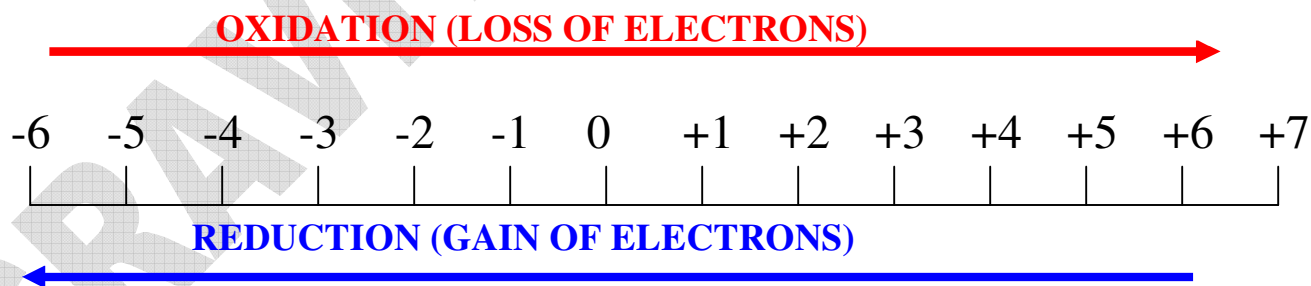 OXIDATION (LOSS OF ELECTRONS)
-6 -5 -4 -3 -2 -1 0 +1 +2 +3 +4 +5 +6 +7
REDUCTION (GAIN OF ELECTRONS)